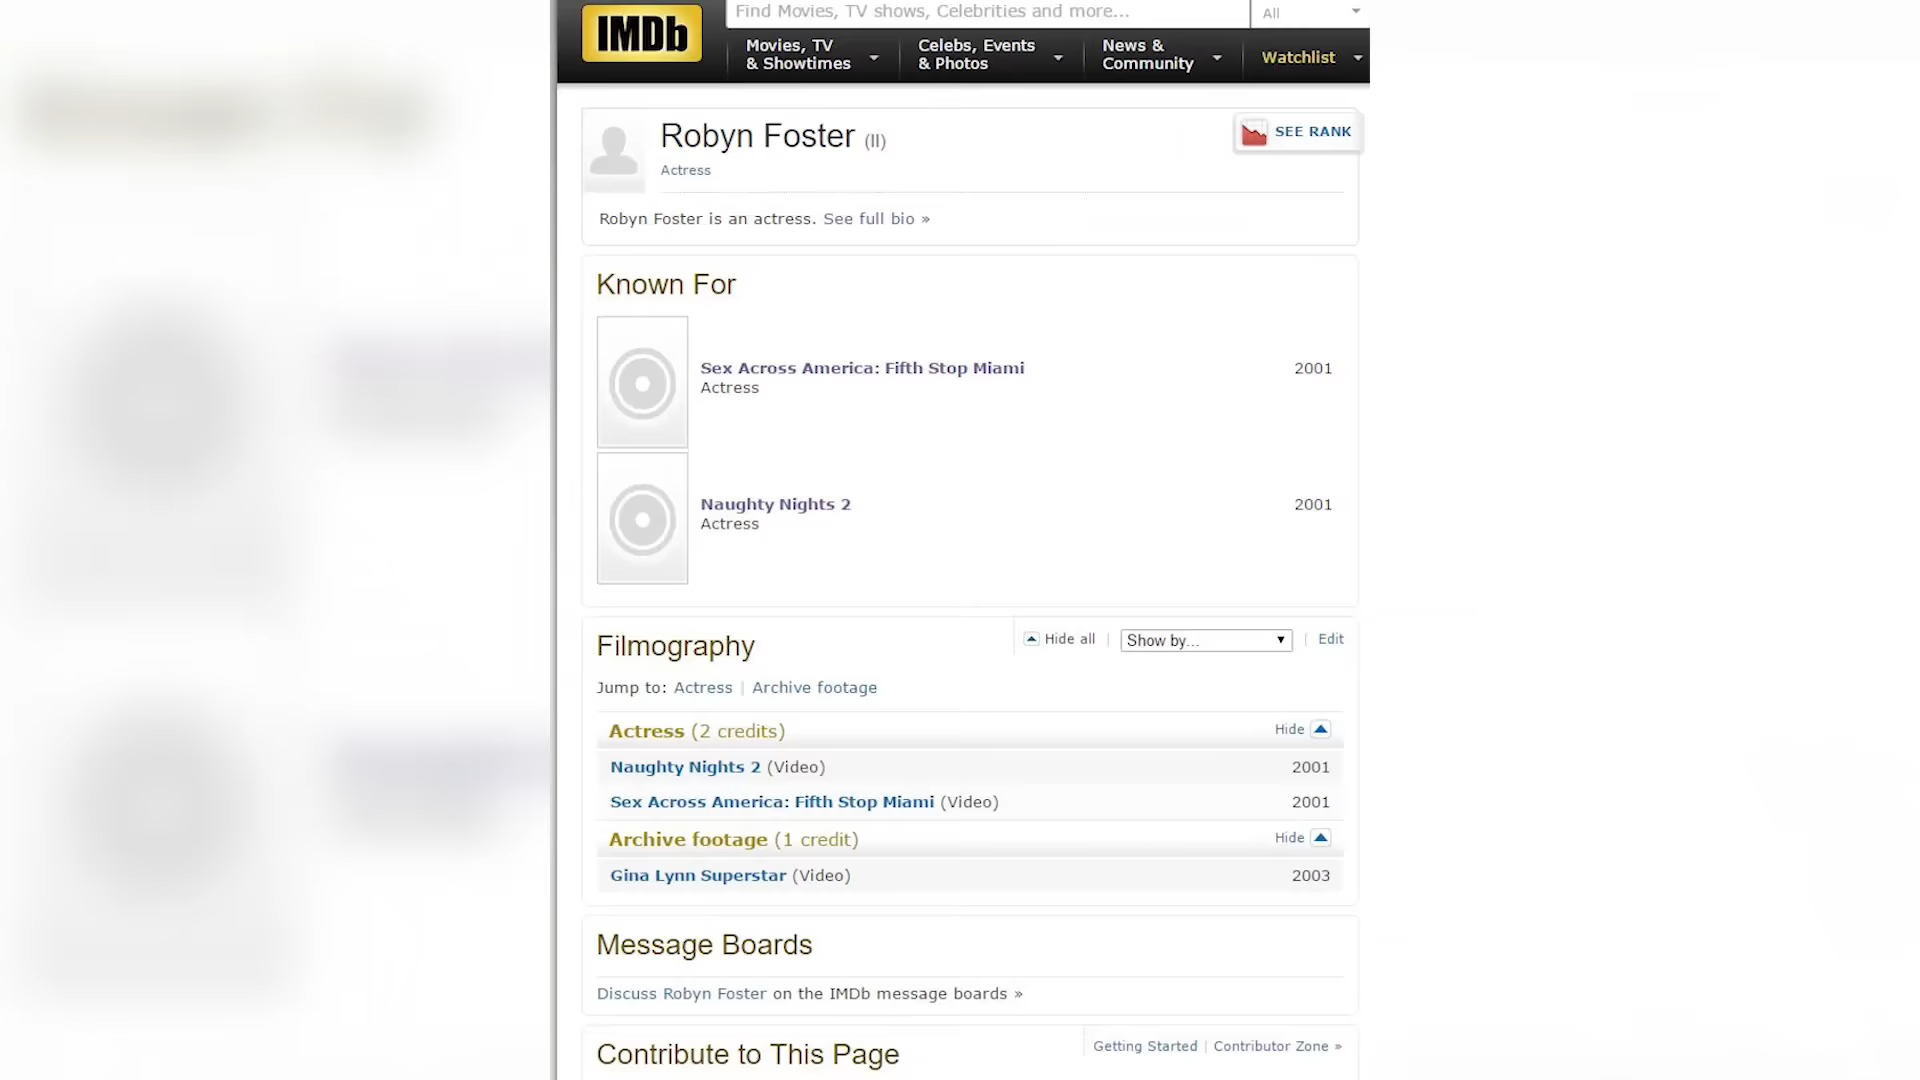 IMDb
Find Movies, TV shows, Celebrities and more...
All
Movies, TV
& Showtimes
Celebs, Events
& Photos
News &
Community
Watchlist
Robyn Foster (II)
SEE RANK
Actress
Robyn Foster is an actress. See full bio »
Known For
Sex Across America: Fifth Stop Miami 2001
Actress
Naughty Nights 2 2001
Actress
Filmography
Hide all | Show by... | Edit
Jump to: Actress | Archive footage
Actress (2 credits) Hide
Naughty Nights 2 (Video) 2001
Sex Across America: Fifth Stop Miami (Video) 2001
Archive footage (1 credit) Hide
Gina Lynn Superstar (Video) 2003
Message Boards
Discuss Robyn Foster on the IMDb message boards »
Contribute to This Page
Getting Started | Contributor Zone »